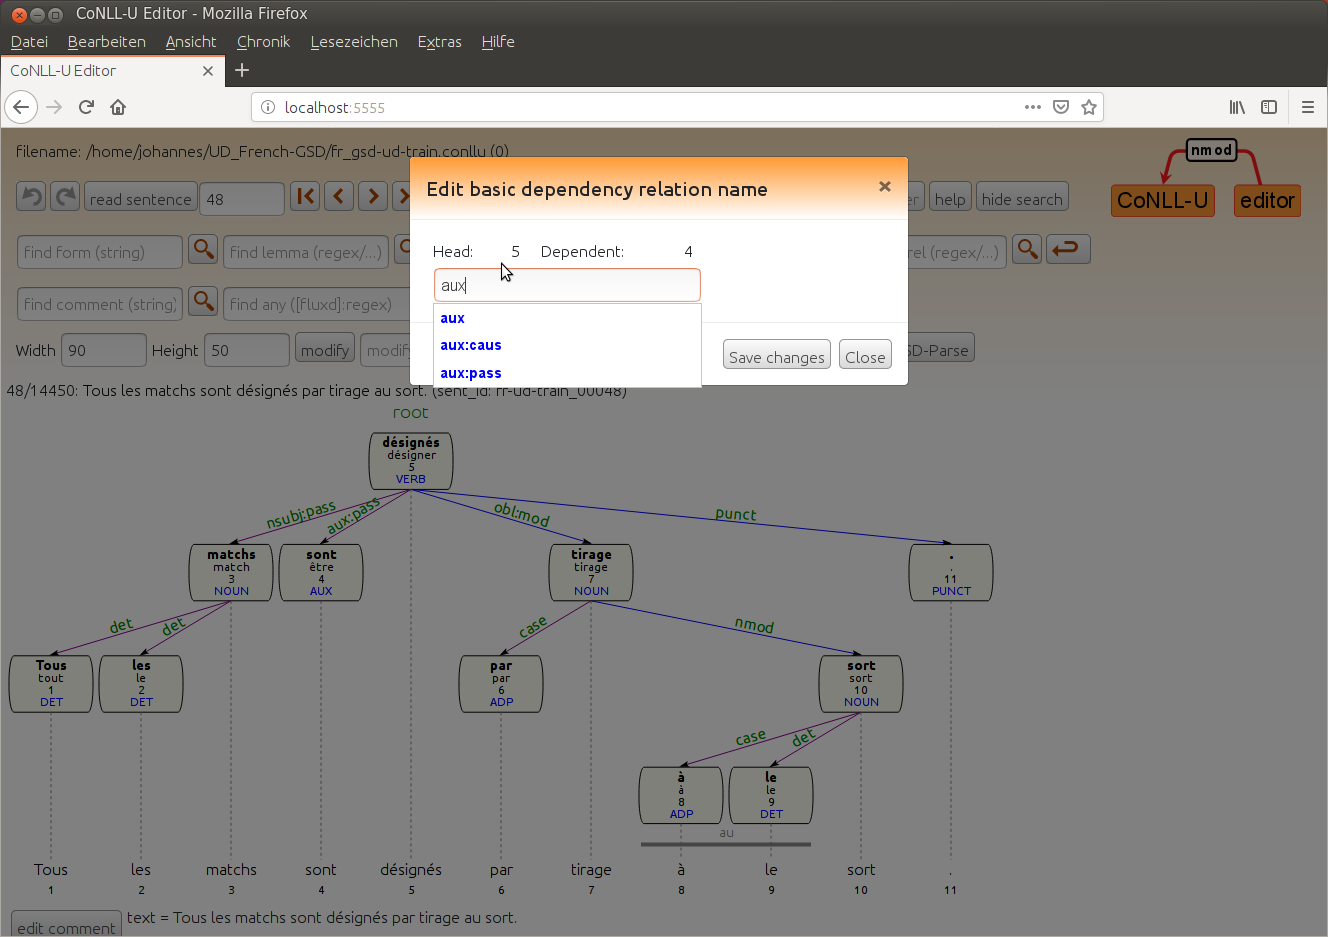 CoNLL-U Editor - Mozilla Firefox
Datei Bearbeiten Ansicht Chronik Lesezeichen Extras Hilfe
CoNLL-U Editor
localhost:5555
filename: /home/johannes/UD_French-GSD/fr_gsd-ud-train.conllu (0)
nmod
CoNLL-U editor
read sentence 48 help hide search
find form (string) find lemma (regex/...) rel (regex/...)
find comment (string) find any ([fluxd]:regex)
Width 90 Height 50 modify SD-Parse
Edit basic dependency relation name
Head: 5 Dependent: 4
aux
aux
aux:caus
aux:pass
Save changes Close
48/14450: Tous les matchs sont désignés par tirage au sort. (sent_id: fr-ud-train_00048)
root
désignés
désigner
5
VERB
nsubj:pass aux:pass obl:mod punct
matchs sont tirage .
match être tirage .
3 4 7 11
NOUN AUX NOUN PUNCT
det det case nmod
Tous les par sort
tout le par sort
1 2 6 10
DET DET ADP NOUN
case det
à le
à le
8 9
ADP DET
au
Tous les matchs sont désignés par tirage à le sort .
1 2 3 4 5 6 7 8 9 10 11
edit comment text = Tous les matchs sont désignés par tirage au sort.